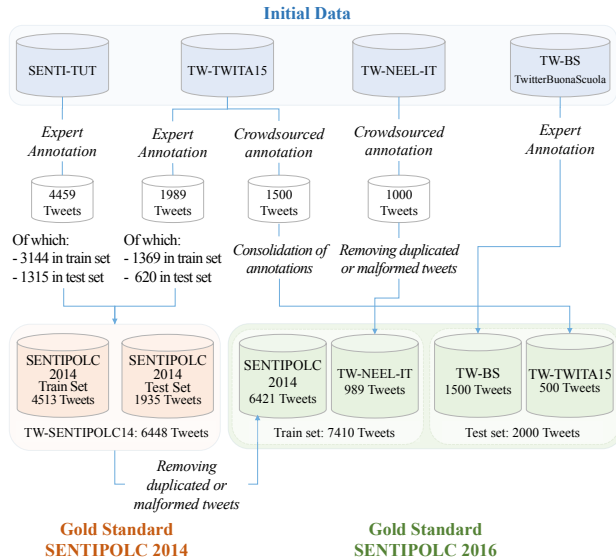 Initial Data
SENTI-TUT
TW-TWITA15
TW-NEEL-IT
TW-BS
TwitterBuonaScuola
Expert
Annotation
Expert
Annotation
Crowdsourced
annotation
Crowdsourced
annotation
Expert
Annotation
4459
Tweets
1989
Tweets
1500
Tweets
1000
Tweets
Of which:
- 3144 in train set
- 1315 in test set
Of which:
- 1369 in train set
- 620 in test set
Consolidation of
annotations
Removing duplicated
or malformed tweets
SENTIPOLC
2014
Train Set
4513 Tweets
SENTIPOLC
2014
Test Set
1935 Tweets
TW-SENTIPOLC14: 6448 Tweets
SENTIPOLC
2014
6421 Tweets
TW-NEEL-IT
989 Tweets
Train set: 7410 Tweets
TW-BS
1500 Tweets
TW-TWITA15
500 Tweets
Test set: 2000 Tweets
Removing
duplicated or
malformed tweets
Gold Standard
SENTIPOLC 2014
Gold Standard
SENTIPOLC 2016